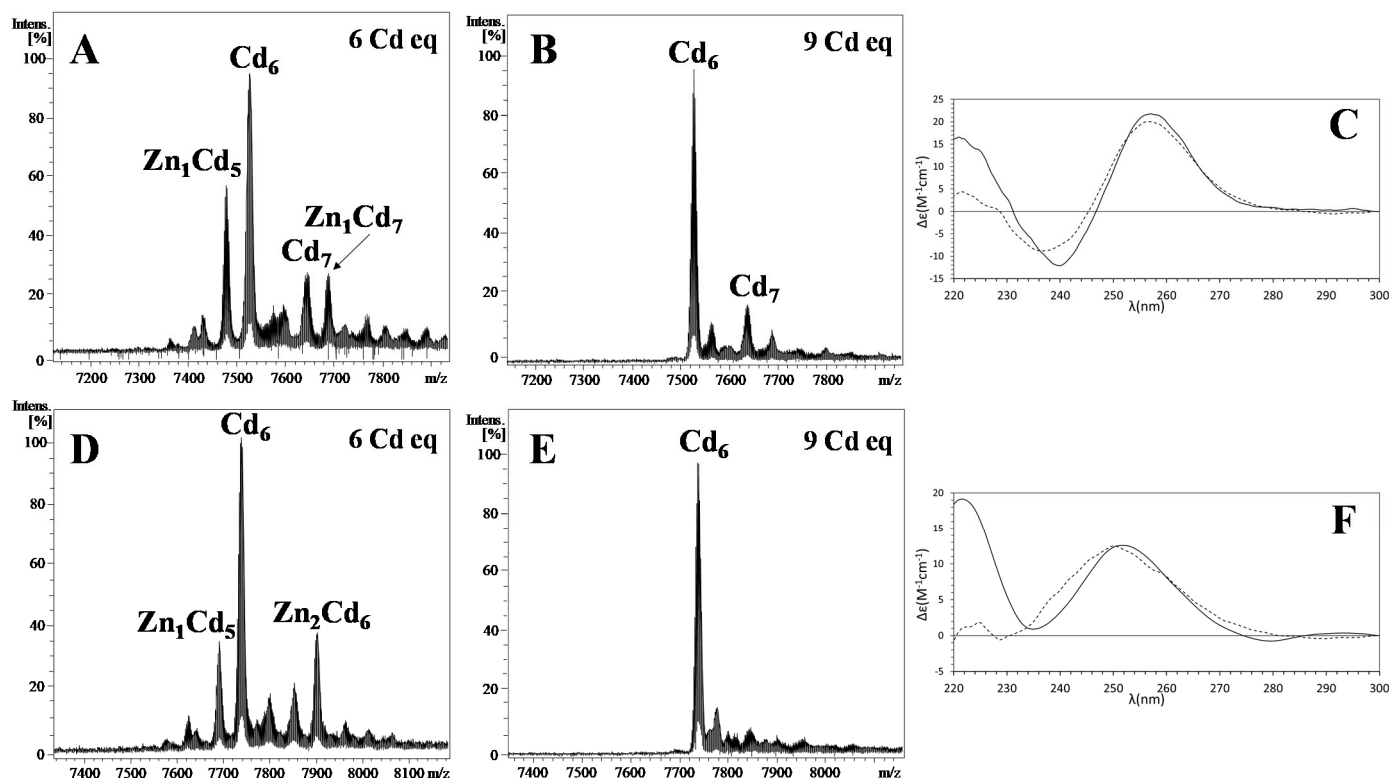 Intens.
[%]
A
6 Cd eq
Cd6
Zn1Cd5
Zn1Cd7
Cd7
100
80
60
40
20
0
7200 7300 7400 7500 7600 7700 7800 m/z
Intens.
[%]
B
9 Cd eq
Cd6
Cd7
100
80
60
40
20
0
7200 7300 7400 7500 7600 7700 7800 m/z
C
Δε(M-1cm-1)
25
20
15
10
5
0
-5
-10
-15
220 230 240 250 260 270 280 290 300
λ(nm)
Intens.
[%]
D
6 Cd eq
Cd6
Zn1Cd5
Zn2Cd6
100
80
60
40
20
0
7400 7500 7600 7700 7800 7900 8000 8100 m/z
Intens.
[%]
E
9 Cd eq
Cd6
100
80
60
40
20
0
7400 7500 7600 7700 7800 7900 8000 m/z
F
Δε(M-1cm-1)
20
15
10
5
0
-5
220 230 240 250 260 270 280 290 300
λ(nm)